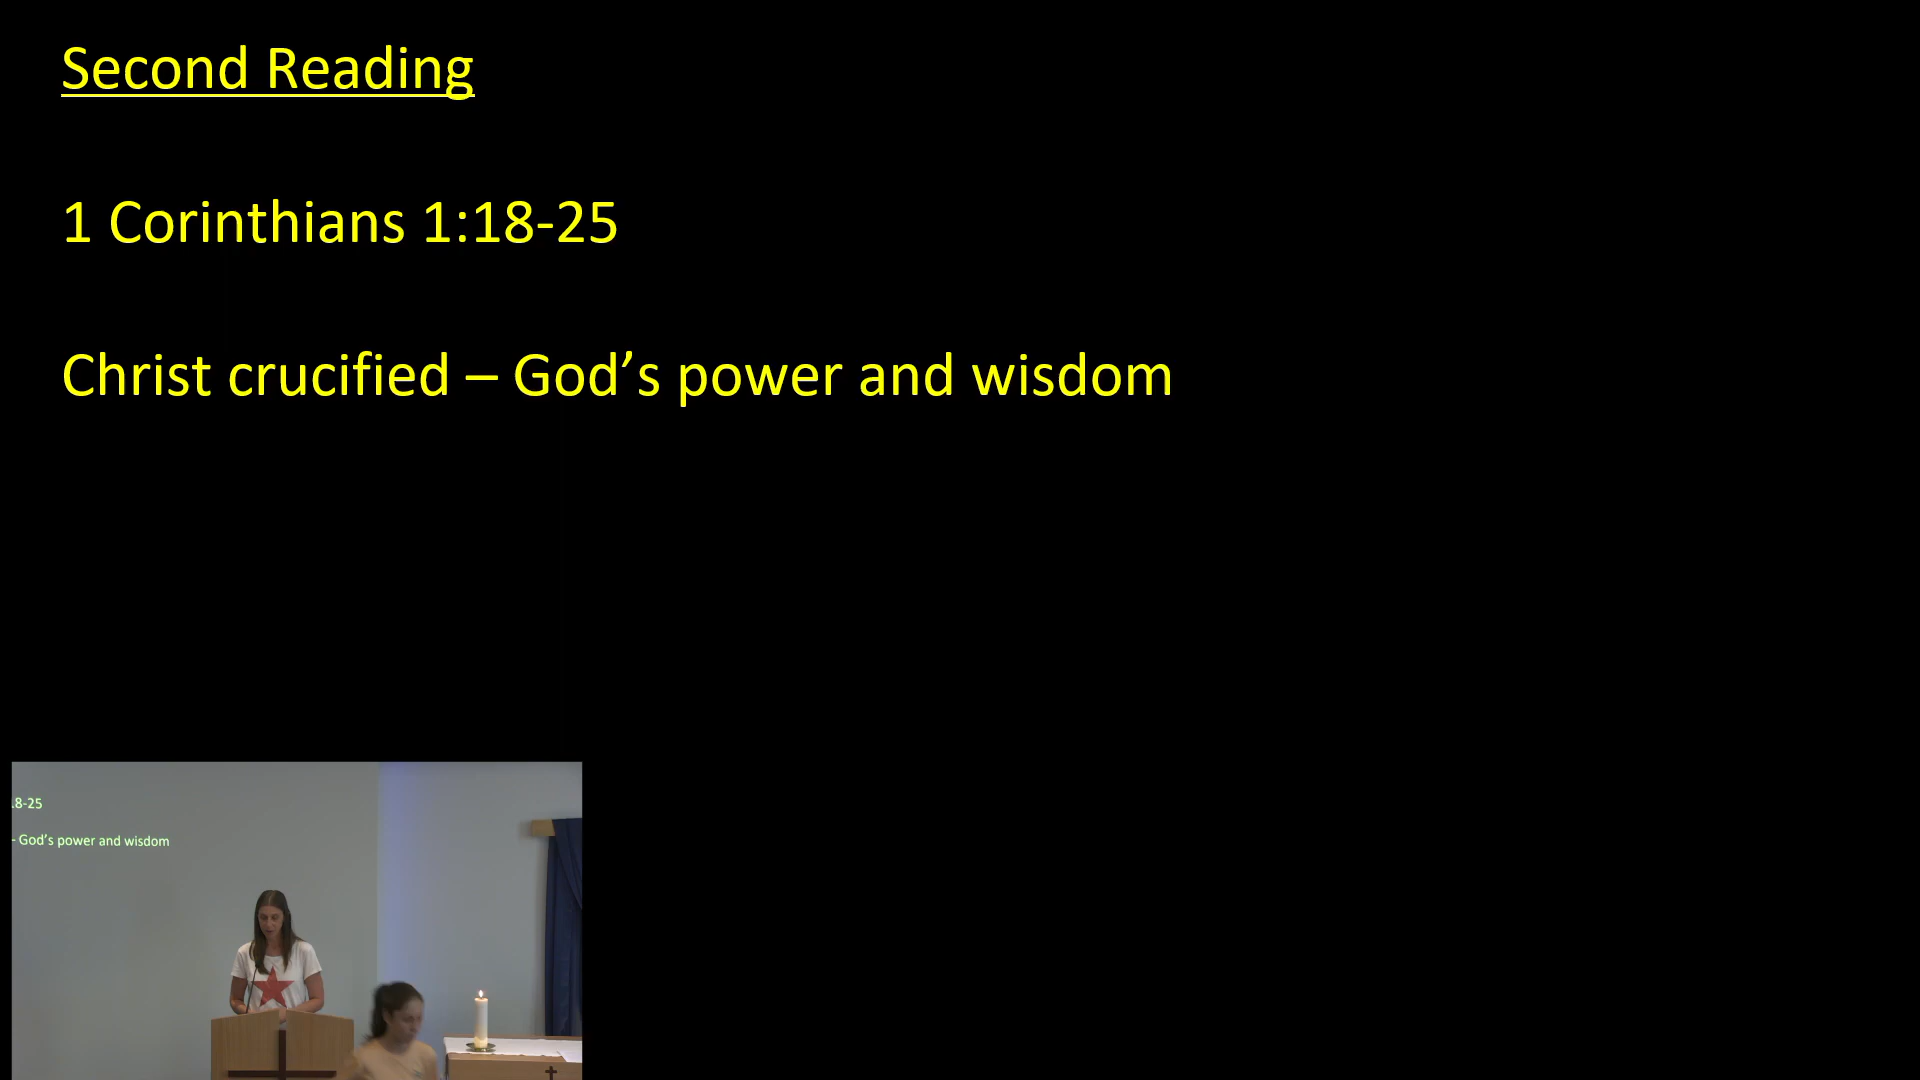 Second Reading
1 Corinthians 1:18-25
Christ crucified – God’s power and wisdom
8-25
- God’s power and wisdom